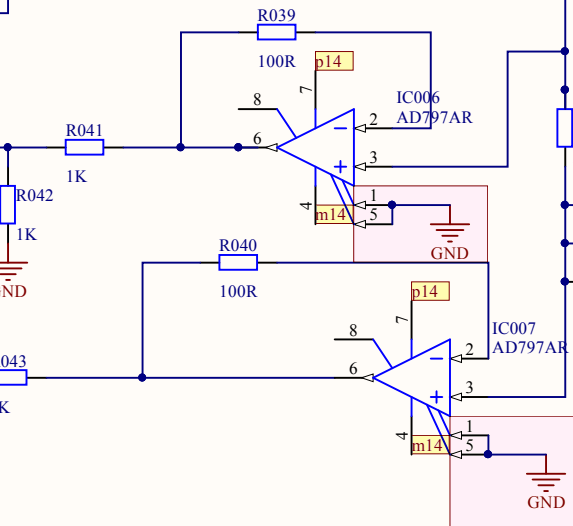 R039
100R
p14
7
8
IC006
AD797AR
2
6
3
R041
1K
R042
1K
4
m14
1
5
GND
GND
R040
100R
p14
7
8
IC007
AD797AR
2
6
3
043
K
4
m14
1
5
GND